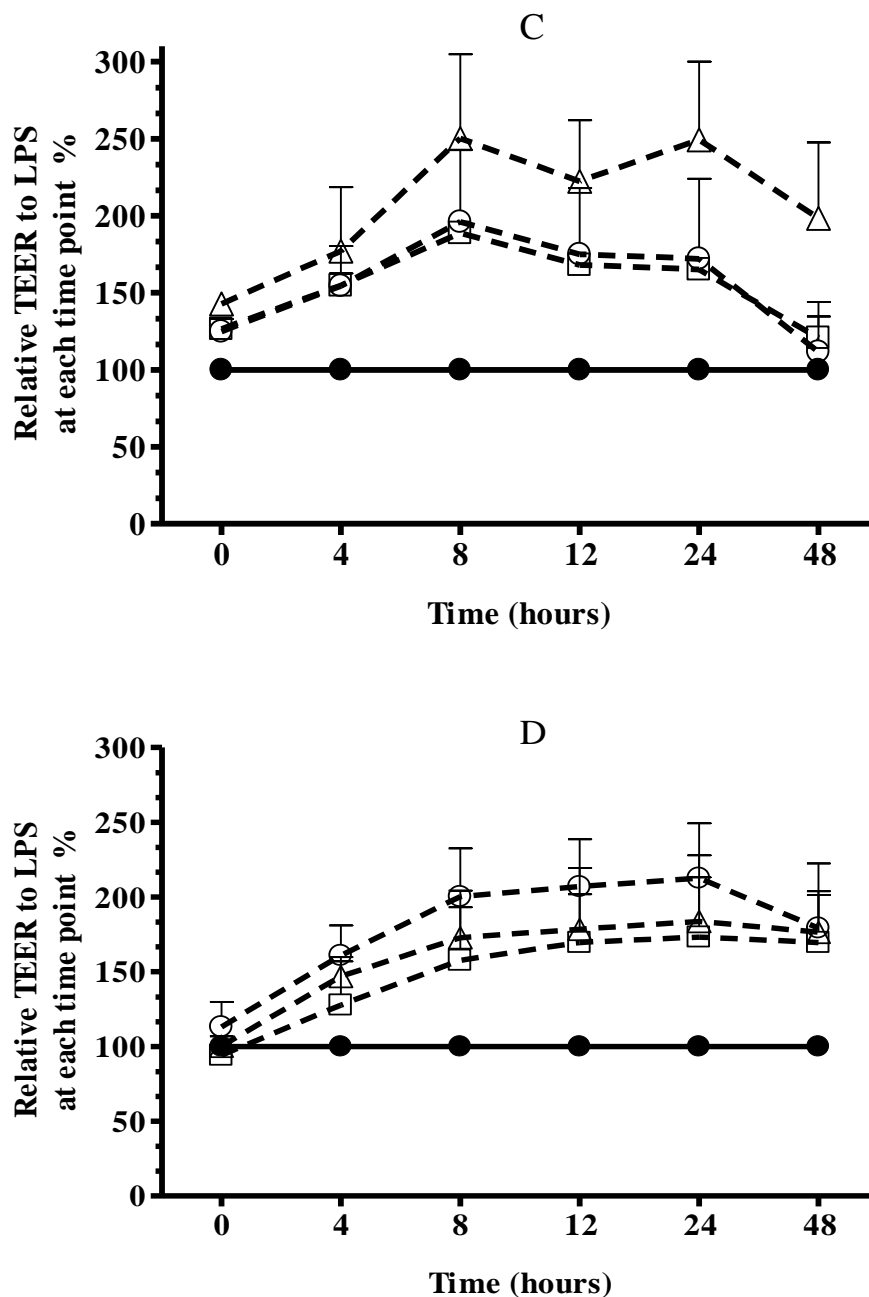 C
Relative TEER to LPS
at each time point %
300
250
200
150
100
50
0
0 4 8 12 24 48
Time (hours)
D
Relative TEER to LPS
at each time point %
300
250
200
150
100
50
0
0 4 8 12 24 48
Time (hours)